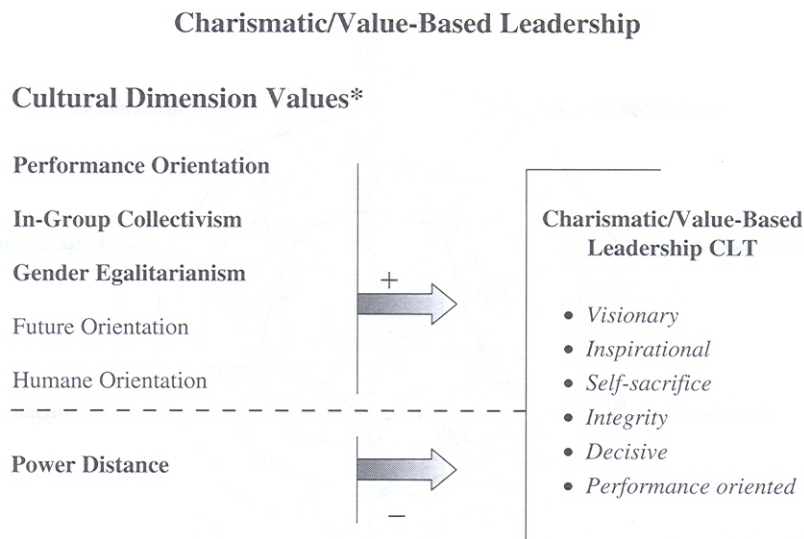 Charismatic/Value-Based Leadership
Cultural Dimension Values*
Performance Orientation
In-Group Collectivism
Gender Egalitarianism
Future Orientation
Humane Orientation
+
Power Distance
–
Charismatic/Value-Based
Leadership CLT
• Visionary
• Inspirational
• Self-sacrifice
• Integrity
• Decisive
• Performance oriented